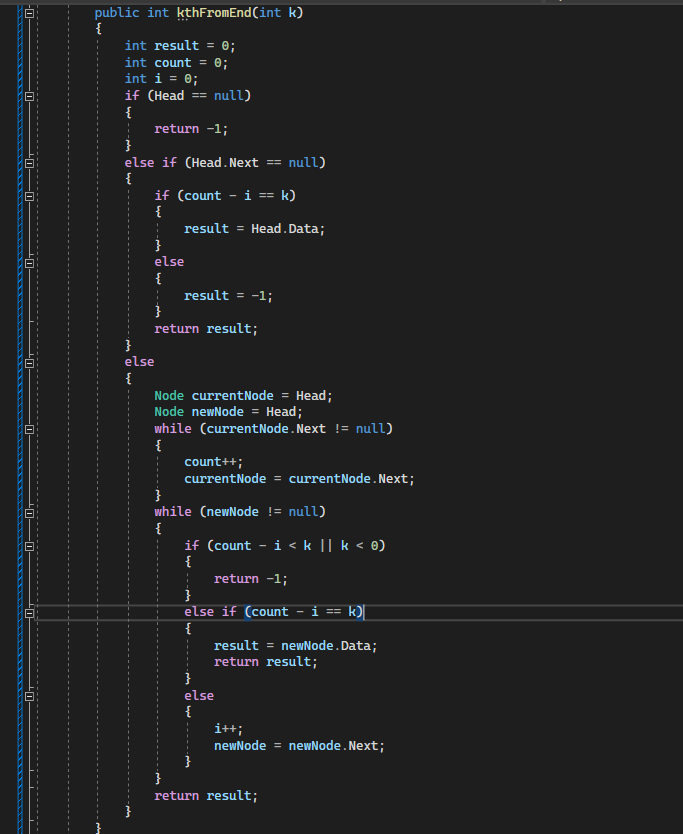 public int kthFromEnd(int k)
{
int result = 0;
int count = 0;
int i = 0;
if (Head == null)
{
return -1;
}
else if (Head.Next == null)
{
if (count - i == k)
{
result = Head.Data;
}
else
{
result = -1;
}
return result;
}
else
{
Node currentNode = Head;
Node newNode = Head;
while (currentNode.Next != null)
{
count++;
currentNode = currentNode.Next;
}
while (newNode != null)
{
if (count - i < k || k < 0)
{
return -1;
}
else if (count - i == k)
{
result = newNode.Data;
return result;
}
else
{
i++;
newNode = newNode.Next;
}
}
return result;
}
}